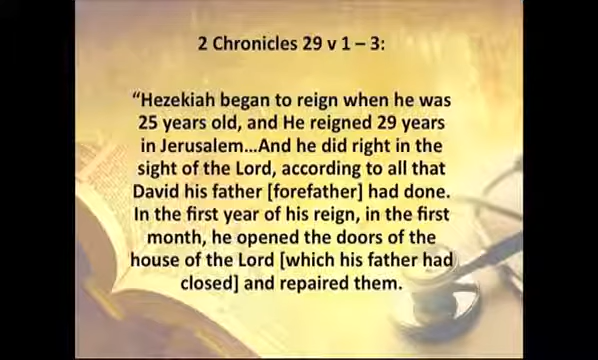 2 Chronicles 29 v 1 – 3:
“Hezekiah began to reign when he was
25 years old, and He reigned 29 years
in Jerusalem...And he did right in the
sight of the Lord, according to all that
David his father [forefather] had done.
In the first year of his reign, in the first
month, he opened the doors of the
house of the Lord [which his father had
closed] and repaired them.